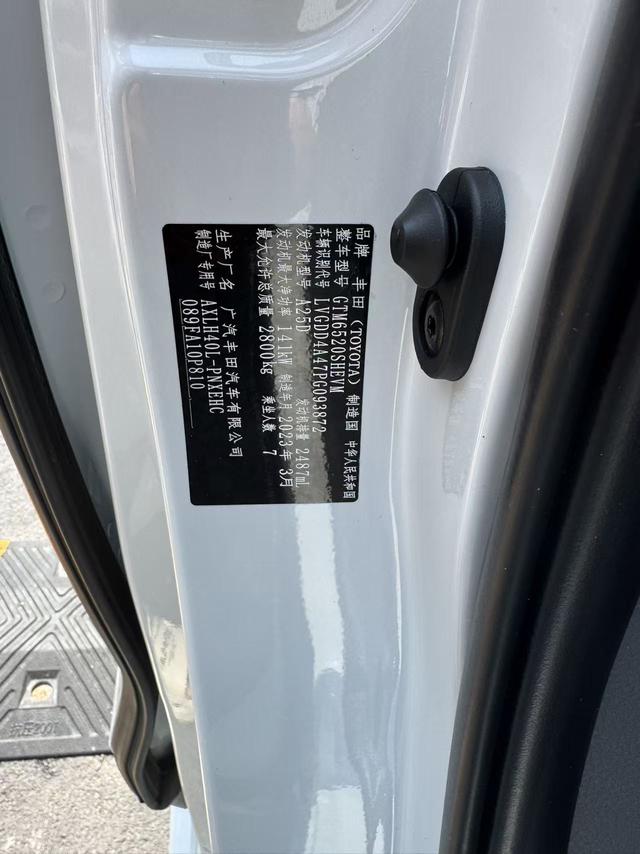 品牌 丰田(TOYOTA) 制造国 中华人民共和国
整车型号 GTM6520SHEVM
车辆识别代号 LVGDD4A47PG093872
发动机型号 A25D 发动机排量 2487mL
发动机最大净功率 141kW 制造年月 2023年3月
最大允许总质量 2800kg 乘坐人数 7
生产厂名 广汽丰田汽车有限公司
制造厂专用号 AXLH40L-PNXEHC
089FA10P810